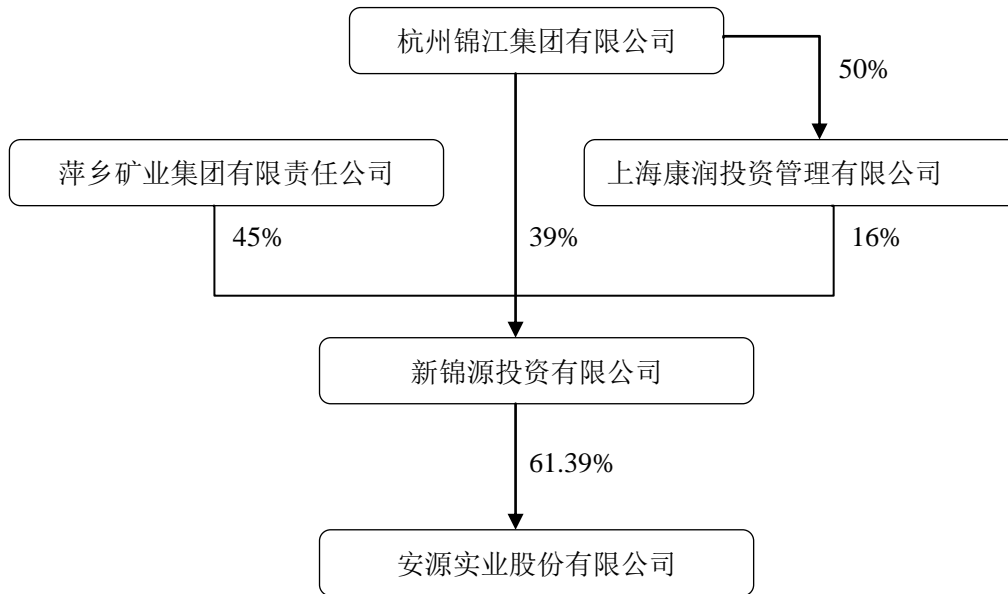 杭州锦江集团有限公司
50%
萍乡矿业集团有限责任公司
上海康润投资管理有限公司
45%
39%
16%
新锦源投资有限公司
61.39%
安源实业股份有限公司